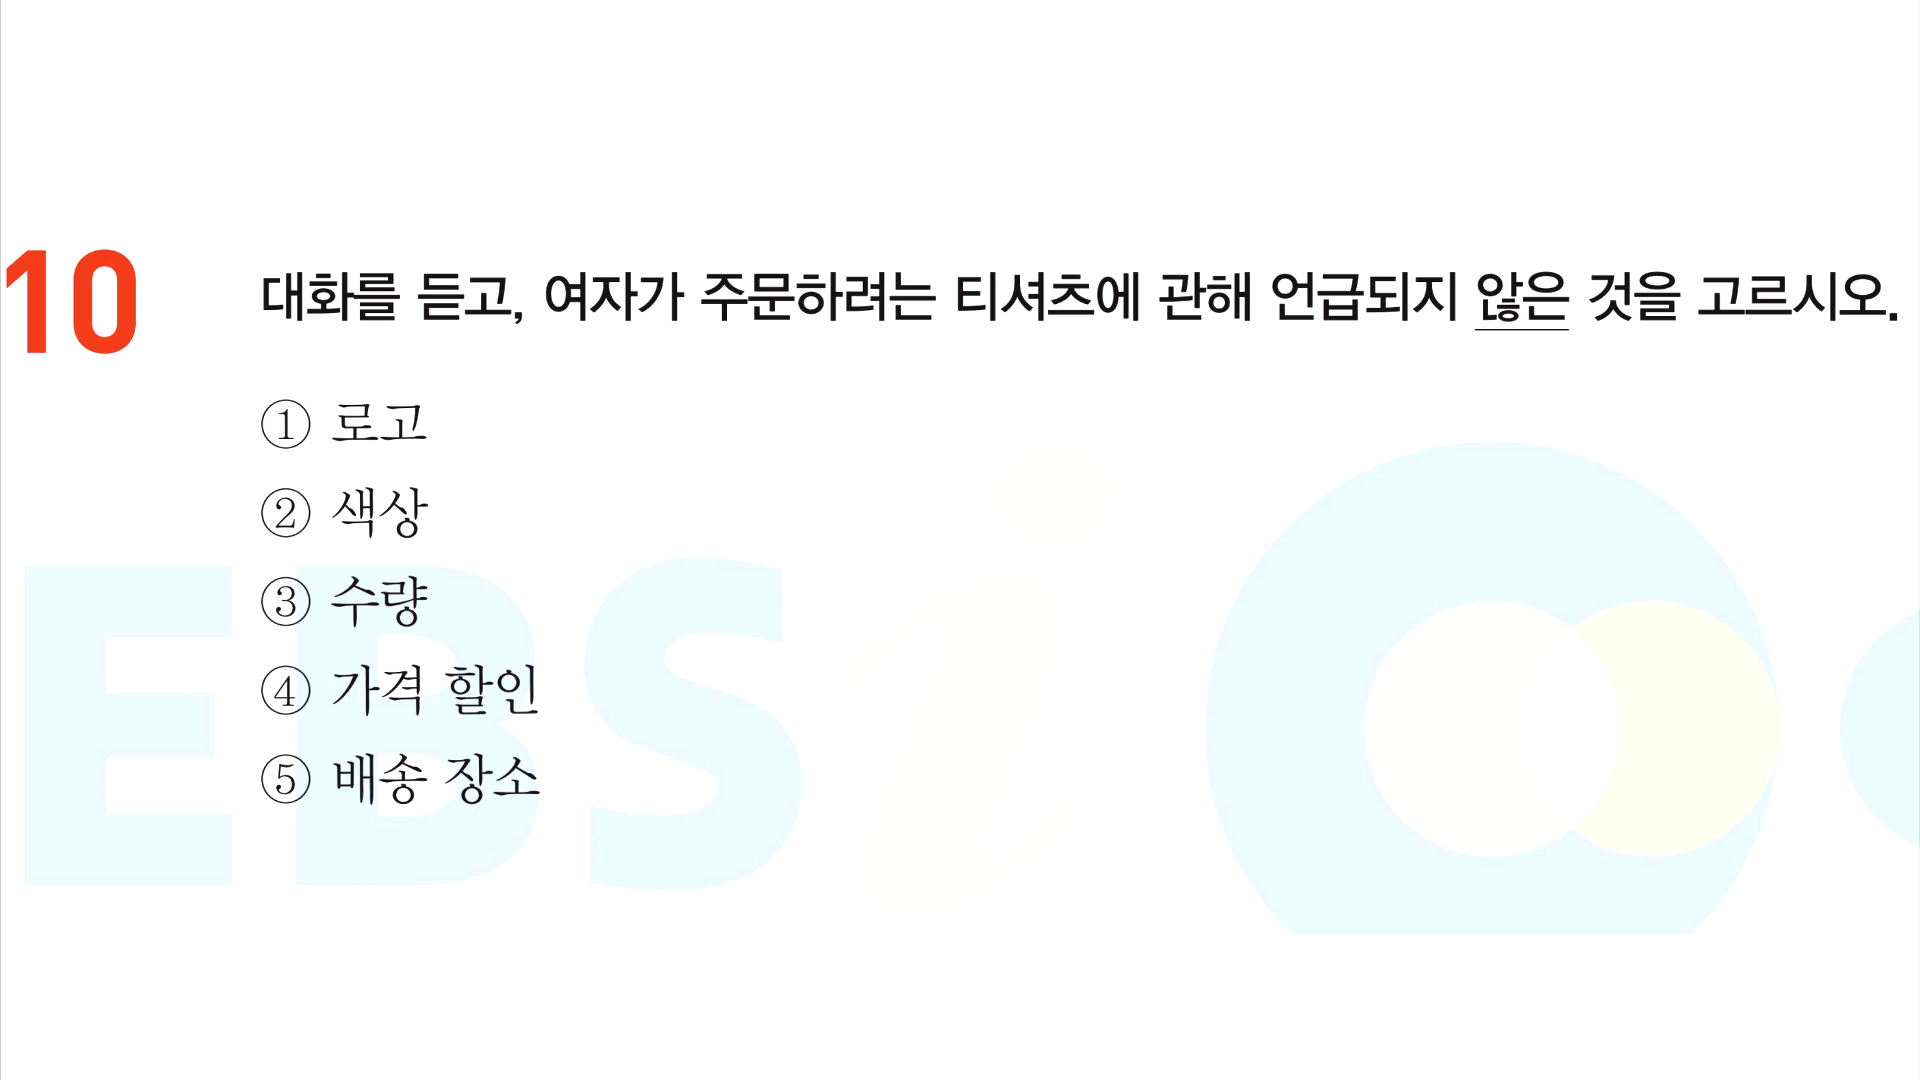 10 대화를 듣고, 여자가 주문하려는 티셔츠에 관해 언급되지 않은 것을 고르시오.
① 로고
② 색상
③ 수량
④ 가격 할인
⑤ 배송 장소
EBSi